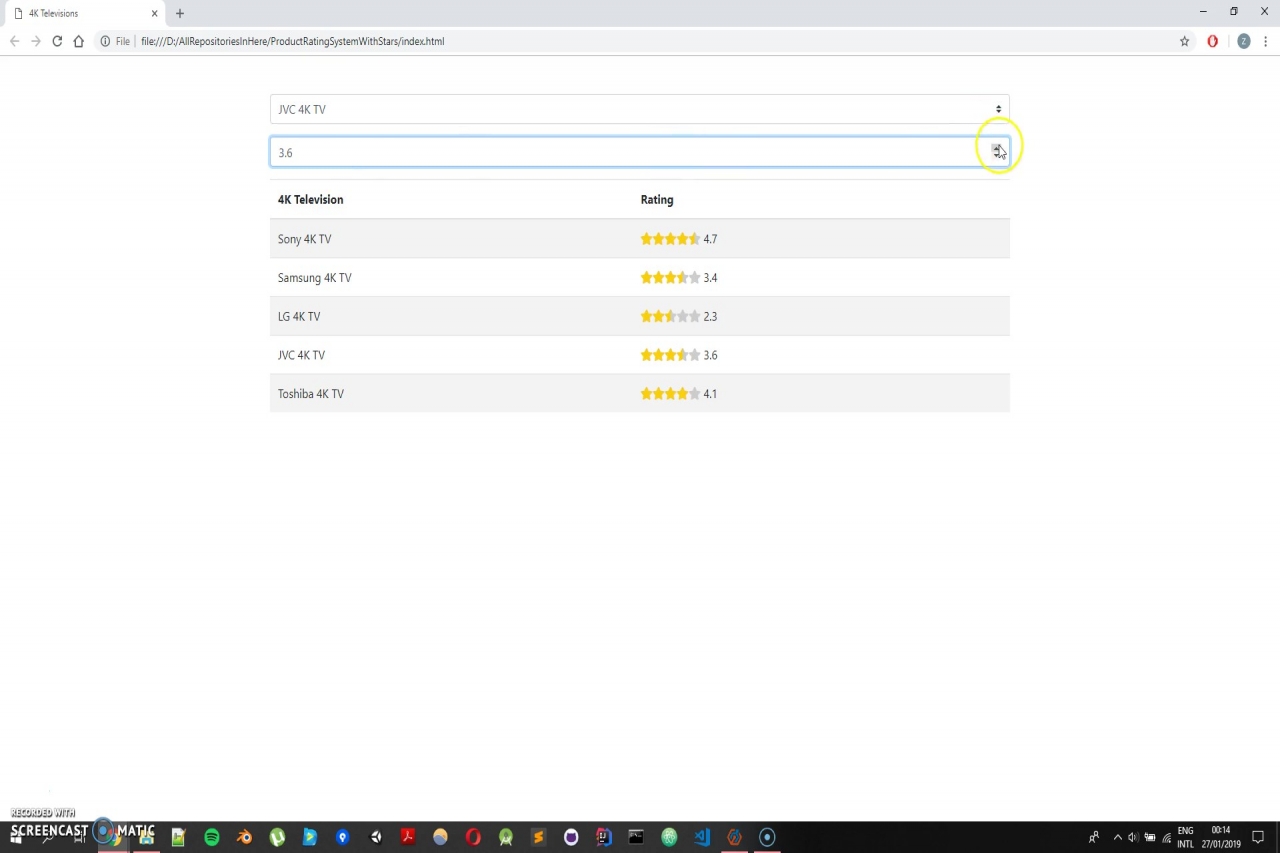 4K Televisions
File file:///D:/AllRepositoriesInHere/ProductRatingSystemWithStars/index.html
Z
JVC 4K TV
3.6
4K Television Rating
Sony 4K TV 4.7
Samsung 4K TV 3.4
LG 4K TV 2.3
JVC 4K TV 3.6
Toshiba 4K TV 4.1
RECORDED WITH
SCREENCAST MATIC
ENG 00:14
INTL 27/01/2019